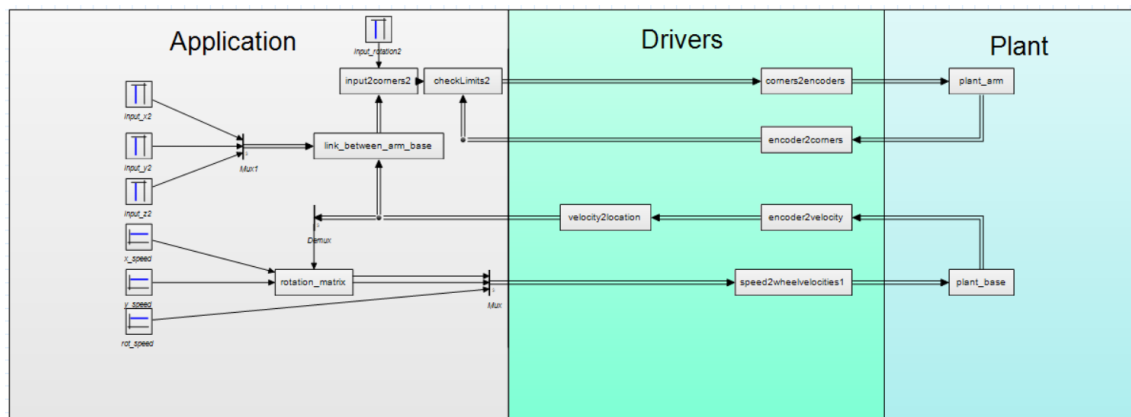 Application
Drivers
Plant
input_rotation2
input2corners2
checkLimits2
corners2encoders
plant_arm
input_x2
encoder2corners
link_between_arm_base
input_y2
Mux1
input_z2
velocity2location
encoder2velocity
Demux
x_speed
rotation_matrix
speed2wheelvelocities1
plant_base
y_speed
Mux
rot_speed